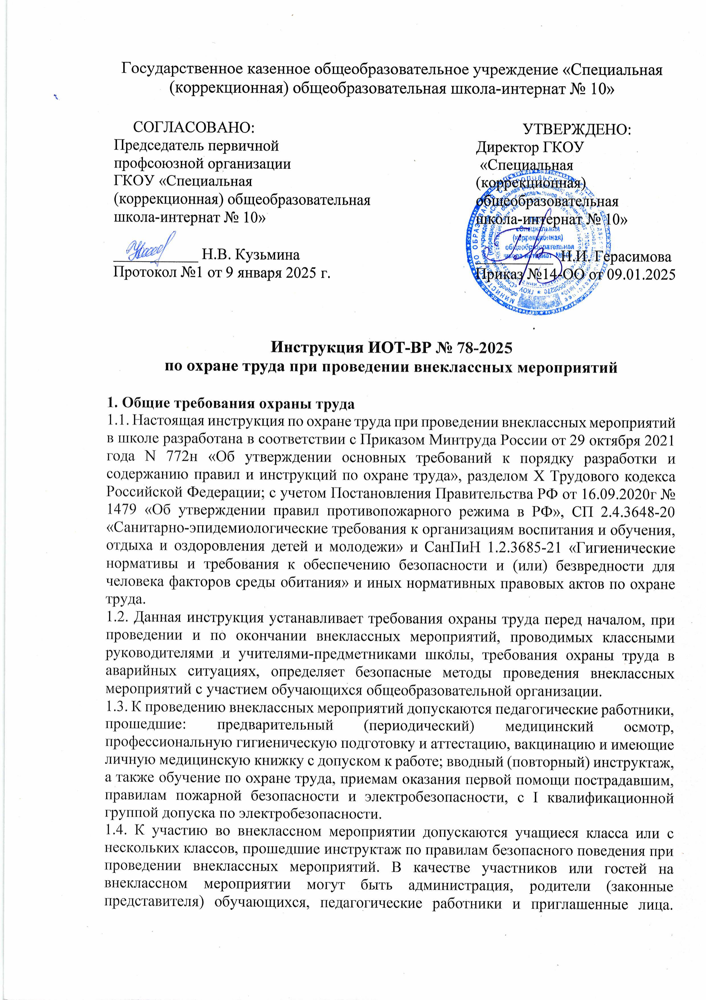 Государственное казенное общеобразовательное учреждение «Специальная
(коррекционная) общеобразовательная школа-интернат № 10»
СОГЛАСОВАНО:
Председатель первичной
профсоюзной организации
ГКОУ «Специальная
(коррекционная) общеобразовательная
школа-интернат № 10»
____________ Н.В. Кузьмина
Протокол №1 от 9 января 2025 г.
УТВЕРЖДЕНО:
Директор ГКОУ
«Специальная
(коррекционная)
общеобразовательная
школа-интернат № 10»
___________ Н.И. Герасимова
Приказ №14-ОО от 09.01.2025
«Специальная
(коррекционная)
общеобразовательная
школа-интернат №10»
Инструкция ИОТ-ВР № 78-2025
по охране труда при проведении внеклассных мероприятий
1. Общие требования охраны труда
1.1. Настоящая инструкция по охране труда при проведении внеклассных мероприятий
в школе разработана в соответствии с Приказом Минтруда России от 29 октября 2021
года N 772н «Об утверждении основных требований к порядку разработки и
содержанию правил и инструкций по охране труда», разделом X Трудового кодекса
Российской Федерации; с учетом Постановления Правительства РФ от 16.09.2020г №
1479 «Об утверждении правил противопожарного режима в РФ», СП 2.4.3648-20
«Санитарно-эпидемиологические требования к организациям воспитания и обучения,
отдыха и оздоровления детей и молодежи» и СанПиН 1.2.3685-21 «Гигиенические
нормативы и требования к обеспечению безопасности и (или) безвредности для
человека факторов среды обитания» и иных нормативных правовых актов по охране
труда.
1.2. Данная инструкция устанавливает требования охраны труда перед началом, при
проведении и по окончании внеклассных мероприятий, проводимых классными
руководителями и учителями-предметниками школы, требования охраны труда в
аварийных ситуациях, определяет безопасные методы проведения внеклассных
мероприятий с участием обучающихся общеобразовательной организации.
1.3. К проведению внеклассных мероприятий допускаются педагогические работники,
прошедшие: предварительный (периодический) медицинский осмотр,
профессиональную гигиеническую подготовку и аттестацию, вакцинацию и имеющие
личную медицинскую книжку с допуском к работе; вводный (повторный) инструктаж,
а также обучение по охране труда, приемам оказания первой помощи пострадавшим,
правилам пожарной безопасности и электробезопасности, с I квалификационной
группой допуска по электробезопасности.
1.4. К участию во внеклассном мероприятии допускаются учащиеся класса или с
нескольких классов, прошедшие инструктаж по правилам безопасного поведения при
проведении внеклассных мероприятий. В качестве участников или гостей на
внеклассном мероприятии могут быть администрация, родители (законные
представителя) обучающихся, педагогические работники и приглашенные лица.